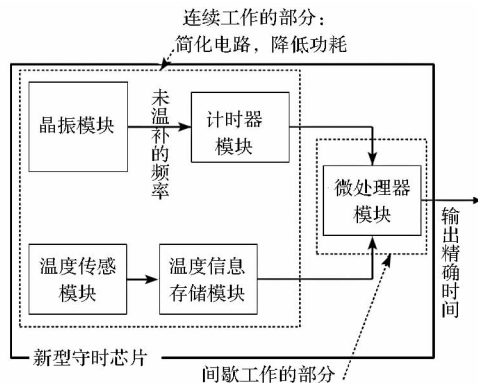 连续工作的部分：
简化电路，降低功耗
晶振模块
未温补的频率
计时器
模块
微处理器
模块
输出精确时间
温度传感
模块
温度信息
存储模块
新型守时芯片
间歇工作的部分